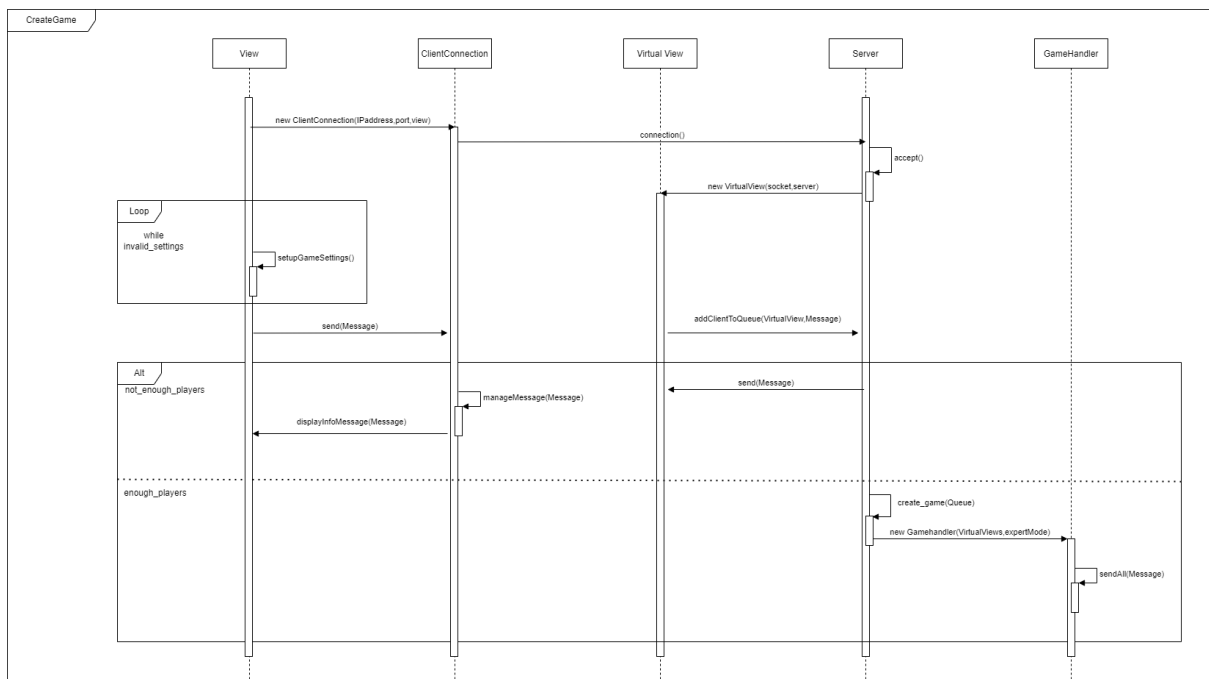 CreateGame
View
ClientConnection
Virtual View
Server
GameHandler
new ClientConnection(IPaddress,port,view)
connection()
accept()
new VirtualView(socket,server)
Loop
while
invalid_settings
setupGameSettings()
send(Message)
addClientToQueue(VirtualView,Message)
Alt
not_enough_players
send(Message)
manageMessage(Message)
displayInfoMessage(Message)
enough_players
create_game(Queue)
new Gamehandler(VirtualViews,expertMode)
sendAll(Message)